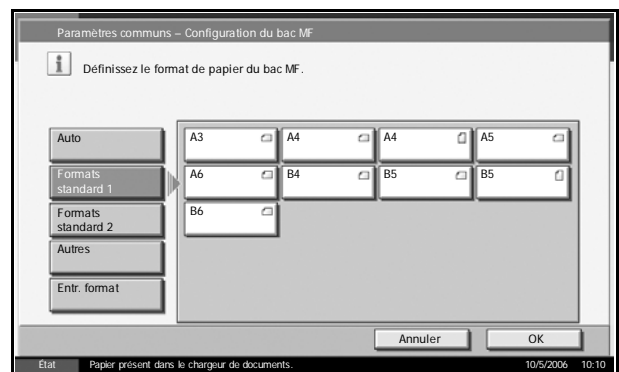 Paramètres communs – Configuration du bac MF
Définissez le format de papier du bac MF.
Auto
Formats
standard 1
Formats
standard 2
Autres
Entr. format
A3
A4
A4
A5
A6
B4
B5
B5
B6
Annuler
OK
État
Papier présent dans le chargeur de documents.
10/5/2006
10:10